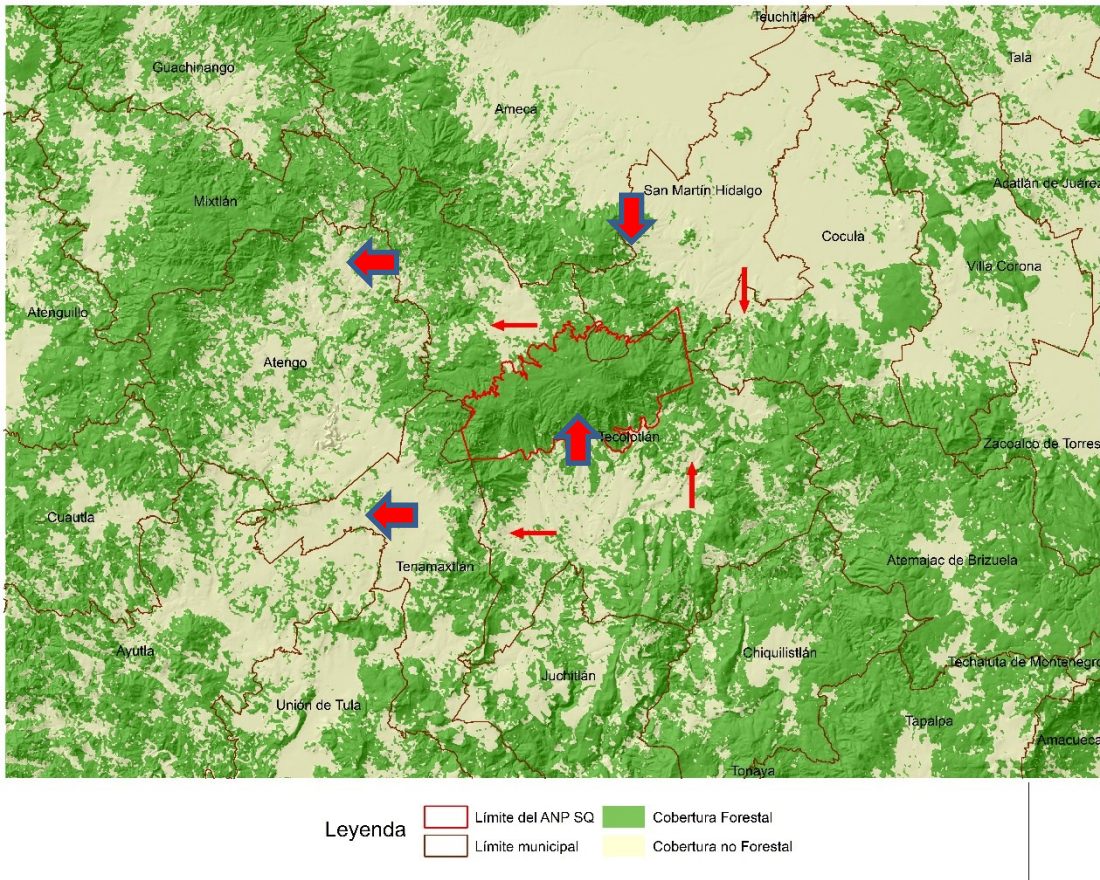 Teuchitlán
Tala
Guachinango
Ameca
San Martín Hidalgo
Acatlán de Juárez
Mixtlán
Cocula
Villa Corona
Atenguillo
Atengo
Tecolotlán
Zacoalco de Torres
Cuautla
Tenamaxtlán
Atemajac de Brizuela
Ayutla
Chiquilistlán
Techaluta de Montenegro
Juchitlán
Unión de Tula
Tapalpa
Amacueca
Tonaya
Leyenda
Límite del ANP SQ
Cobertura Forestal
Límite municipal
Cobertura no Forestal